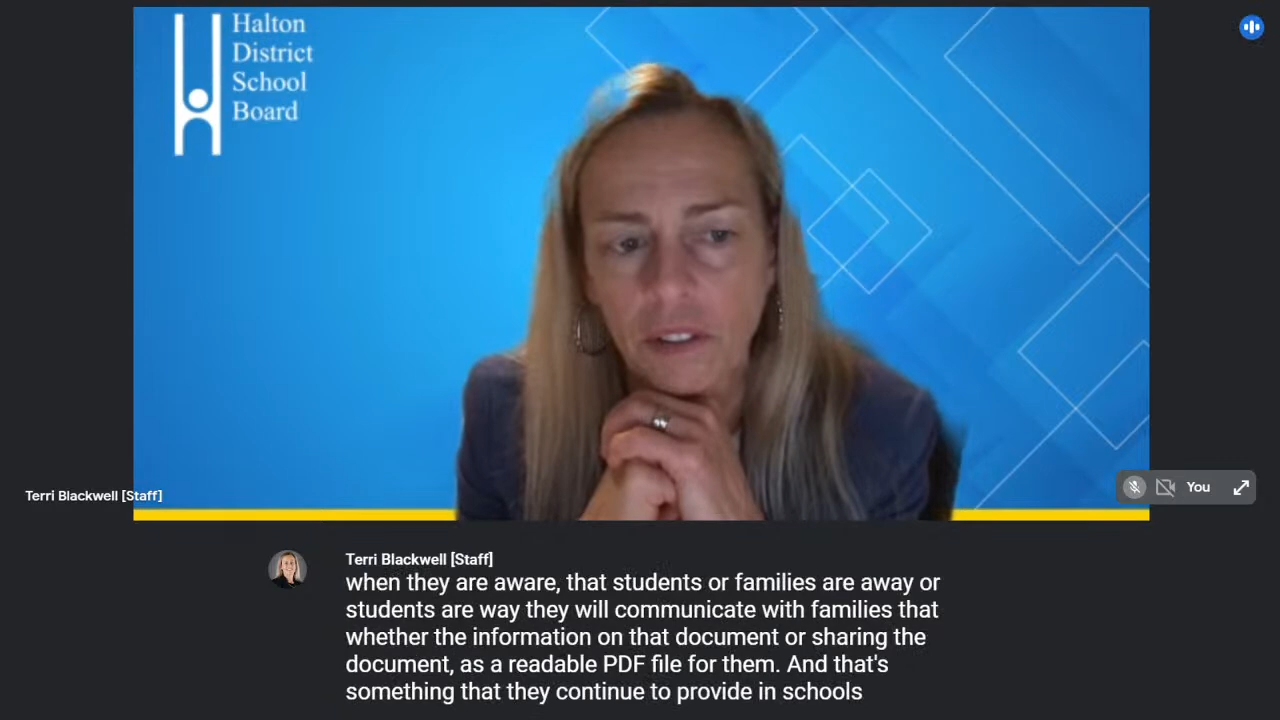 Halton
District
School
Board
Terri Blackwell [Staff]
You
Terri Blackwell [Staff]
when they are aware, that students or families are away or
students are way they will communicate with families that
whether the information on that document or sharing the
document, as a readable PDF file for them. And that's
something that they continue to provide in schools